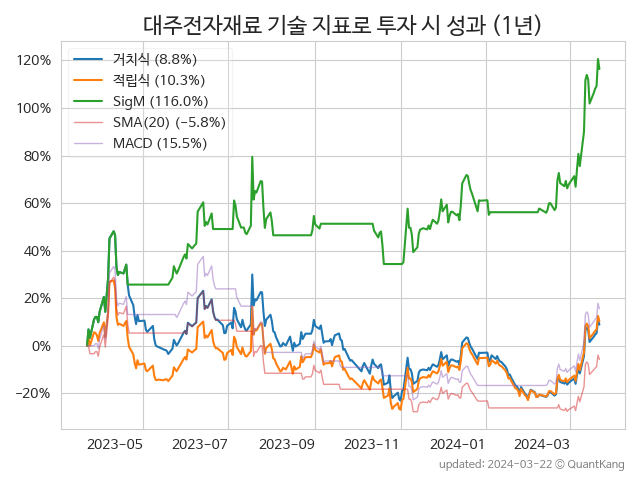 대주전자재료 기술 지표로 투자 시 성과 (1년)
120%
100%
80%
60%
40%
20%
0%
−20%
거치식 (8.8%)
적립식 (10.3%)
SigM (116.0%)
SMA(20) (−5.8%)
MACD (15.5%)
2023-05
2023-07
2023-09
2023-11
2024-01
2024-03
updated: 2024-03-22 © QuantKang